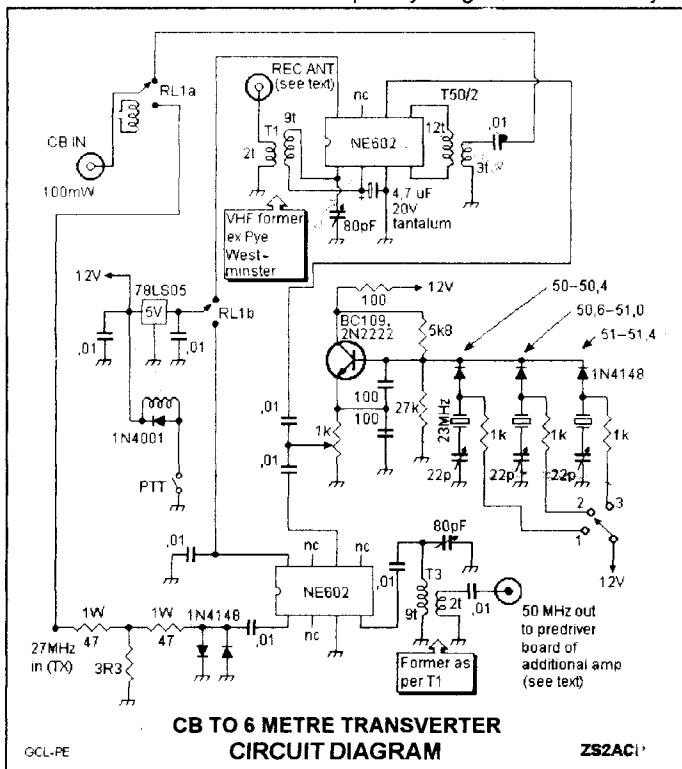 REC ANT
(see text)
nc
T50/2
RL1a
9t
T1
NE602
12t
,01
CB IN
2t
3t
100mW
4,7 uF
20V
tantalum
80pF
VHF former
ex Pye
West-
minster
12V
78LS05
5V
RL1b
,01
,01
100
12V
BC109,
2N2222
5k8
50-50,4
50,6-51,0
51-51,4
1N4148
1N4001
PTT
,01
,01
1k
100
100
27k
23MHz
1k
1k
1k
22p
22p
22p
2
3
1
12V
,01
nc
nc
NE602
nc
80pF
,01
T3
9t
2t
,01
1W
47
1W
47
1N4148
,01
27MHz
in (TX)
3R3
50 MHz out
to predriver
board of
additional amp
(see text)
Former as
per T1
CB TO 6 METRE TRANSVERTER
CIRCUIT DIAGRAM
GCL-PE